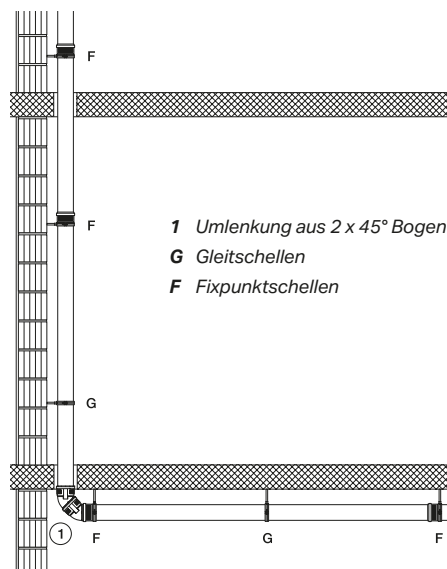 F
F
1 Umlenkung aus 2 x 45° Bogen
G Gleitschellen
F Fixpunktschellen
G
1 F G F